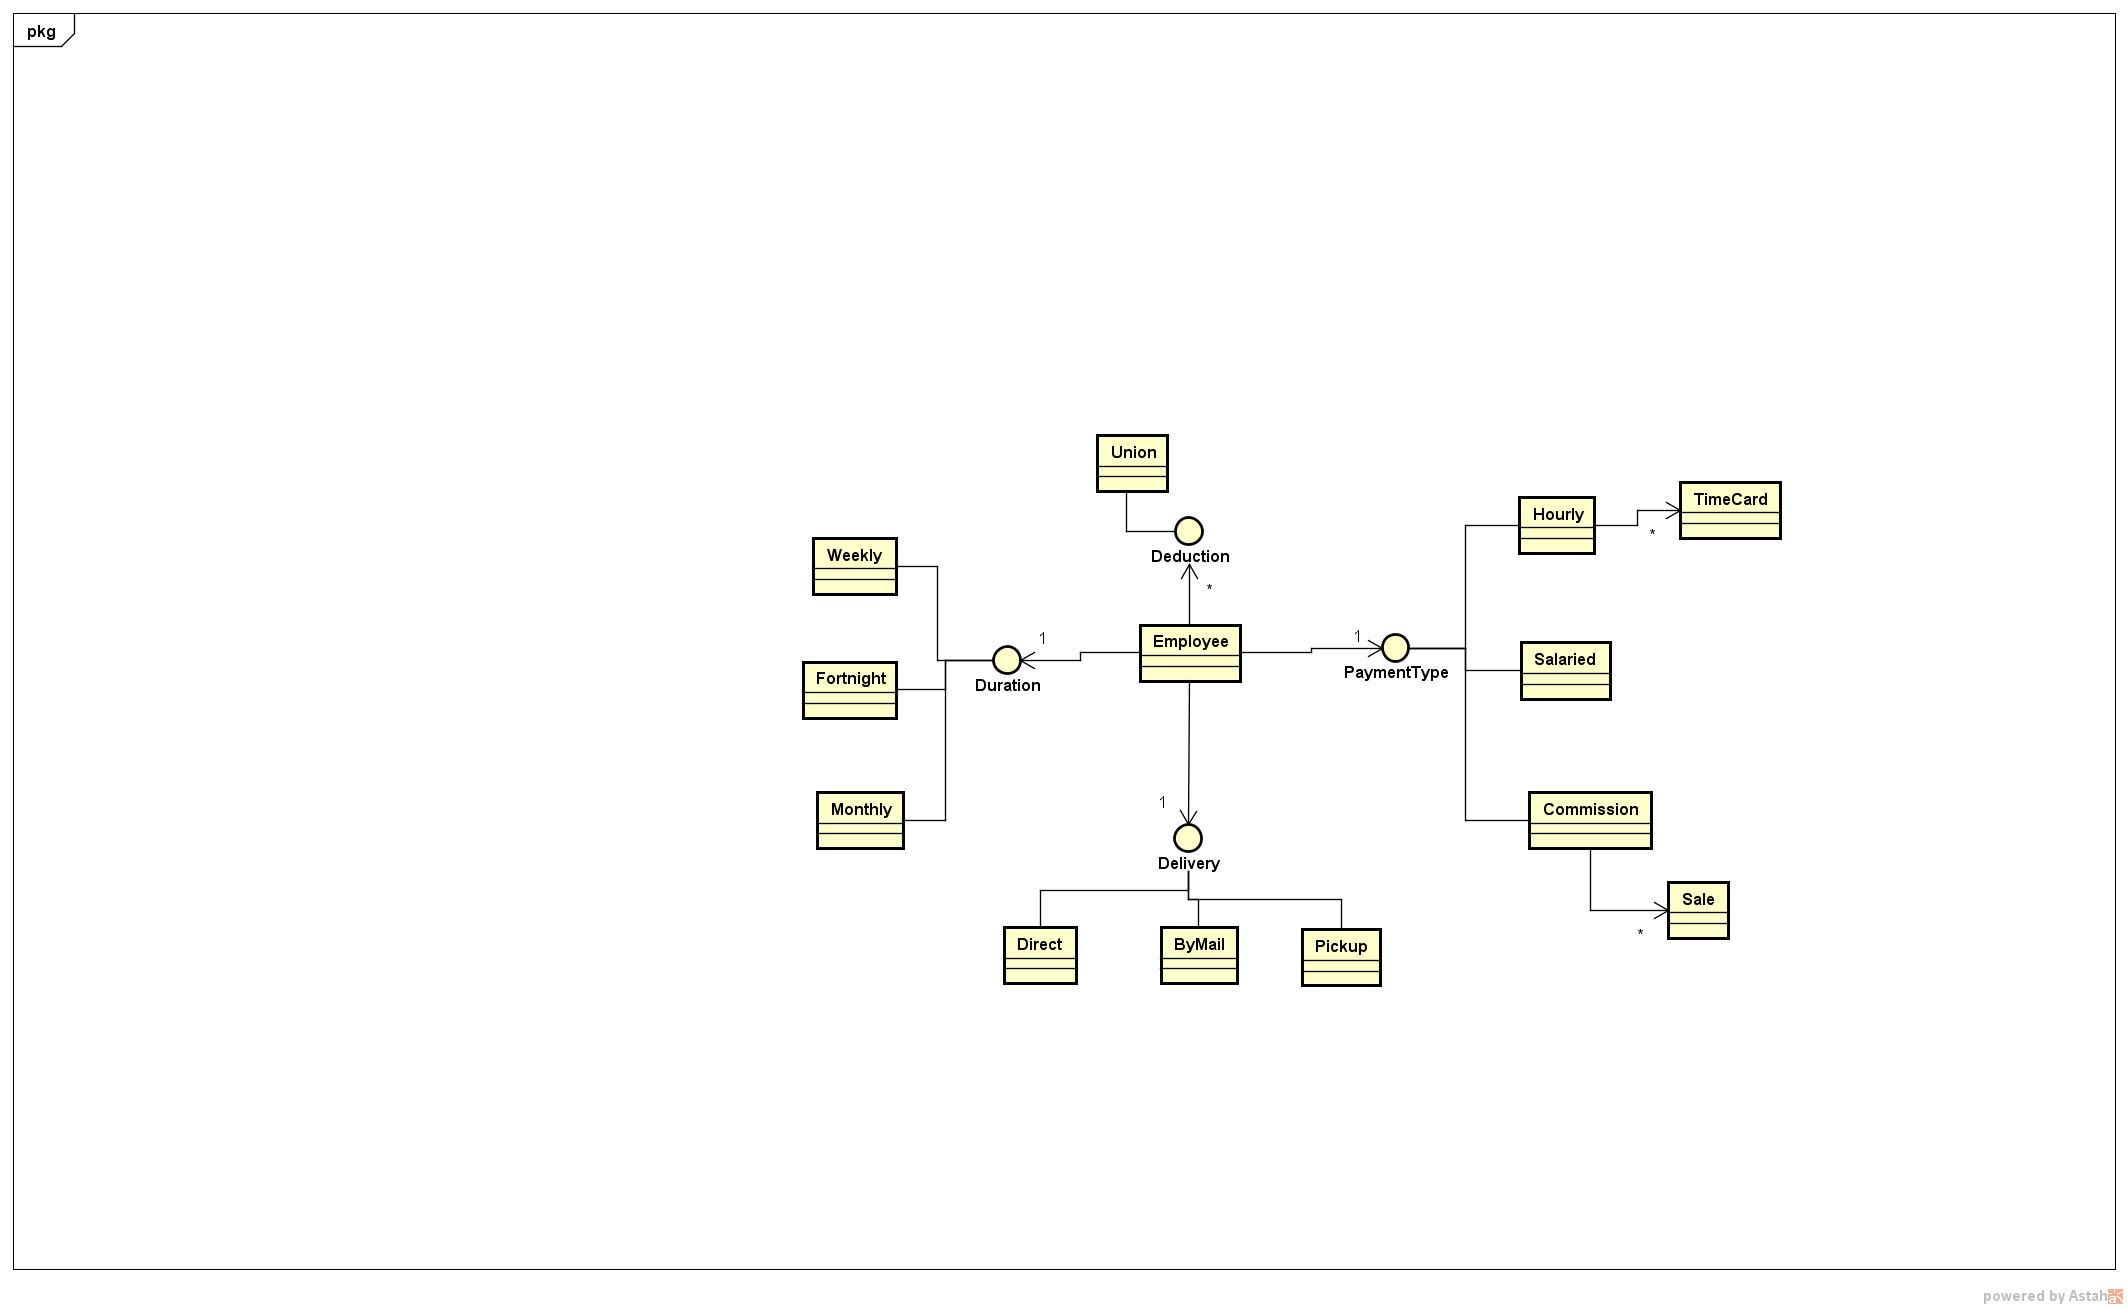 pkg
Union
Deduction
*
Hourly
TimeCard
*
Weekly
Fortnight
Monthly
1
Duration
Employee
1
PaymentType
Salaried
Commission
Sale
*
1
Delivery
Direct
ByMail
Pickup
powered by Astah